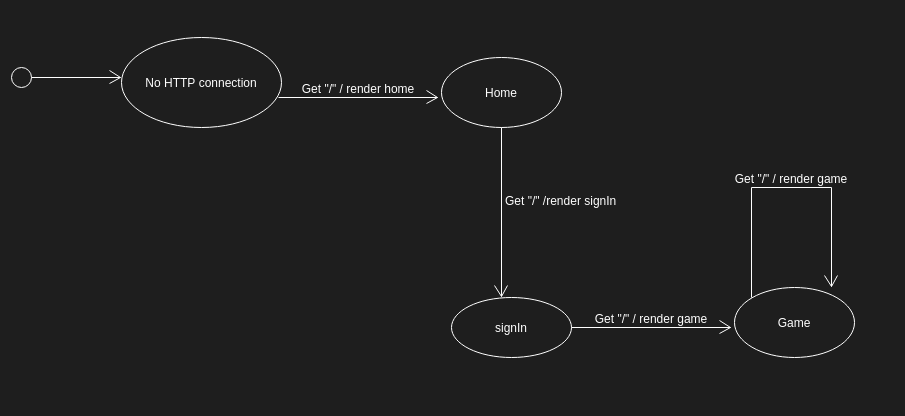 No HTTP connection
Get "/" / render home
Home
Get "/" / render game
Get "/" /render signIn
signIn
Get "/" / render game
Game